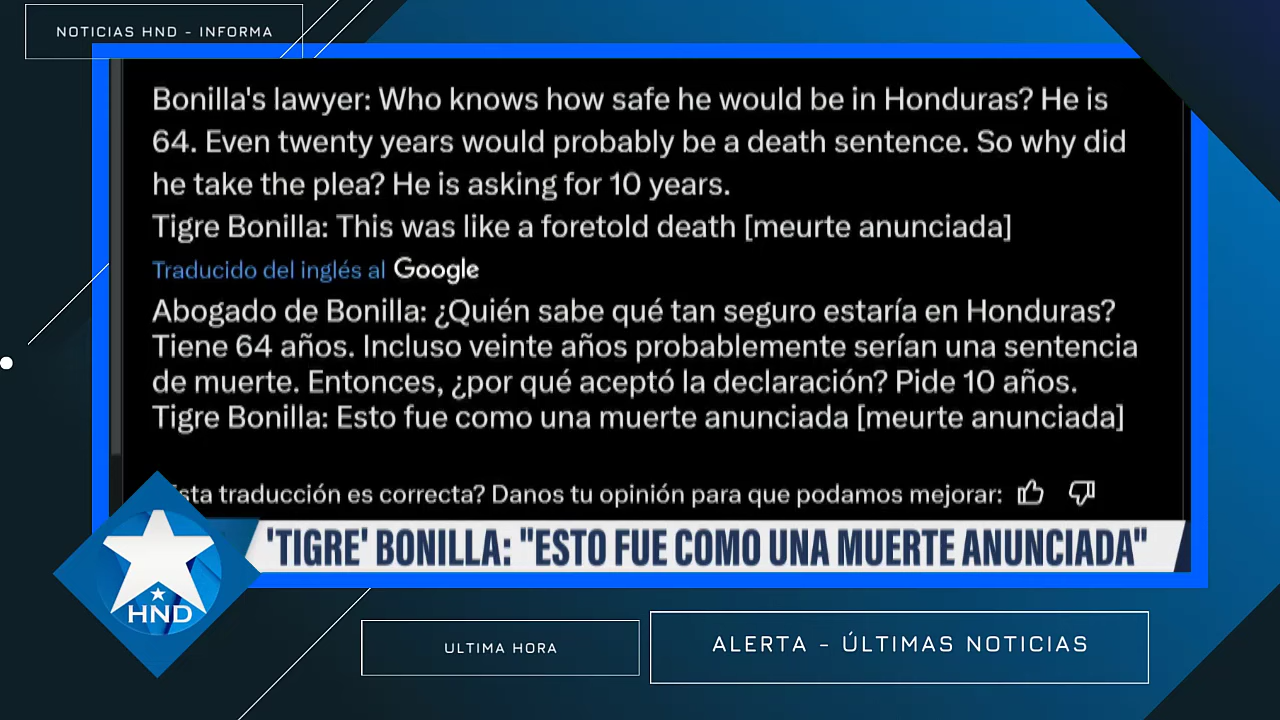 NOTICIAS HND - INFORMA
Bonilla's lawyer: Who knows how safe he would be in Honduras? He is
64. Even twenty years would probably be a death sentence. So why did
he take the plea? He is asking for 10 years.
Tigre Bonilla: This was like a foretold death [meurte anunciada]
Traducido del inglés al Google
Abogado de Bonilla: ¿Quién sabe qué tan seguro estaría en Honduras?
Tiene 64 años. Incluso veinte años probablemente serían una sentencia
de muerte. Entonces, ¿por qué aceptó la declaración? Pide 10 años.
Tigre Bonilla: Esto fue como una muerte anunciada [meurte anunciada]
sta traducción es correcta? Danos tu opinión para que podamos mejorar:
'TIGRE' BONILLA: "ESTO FUE COMO UNA MUERTE ANUNCIADA"
HND
ULTIMA HORA
ALERTA - ÚLTIMAS NOTICIAS